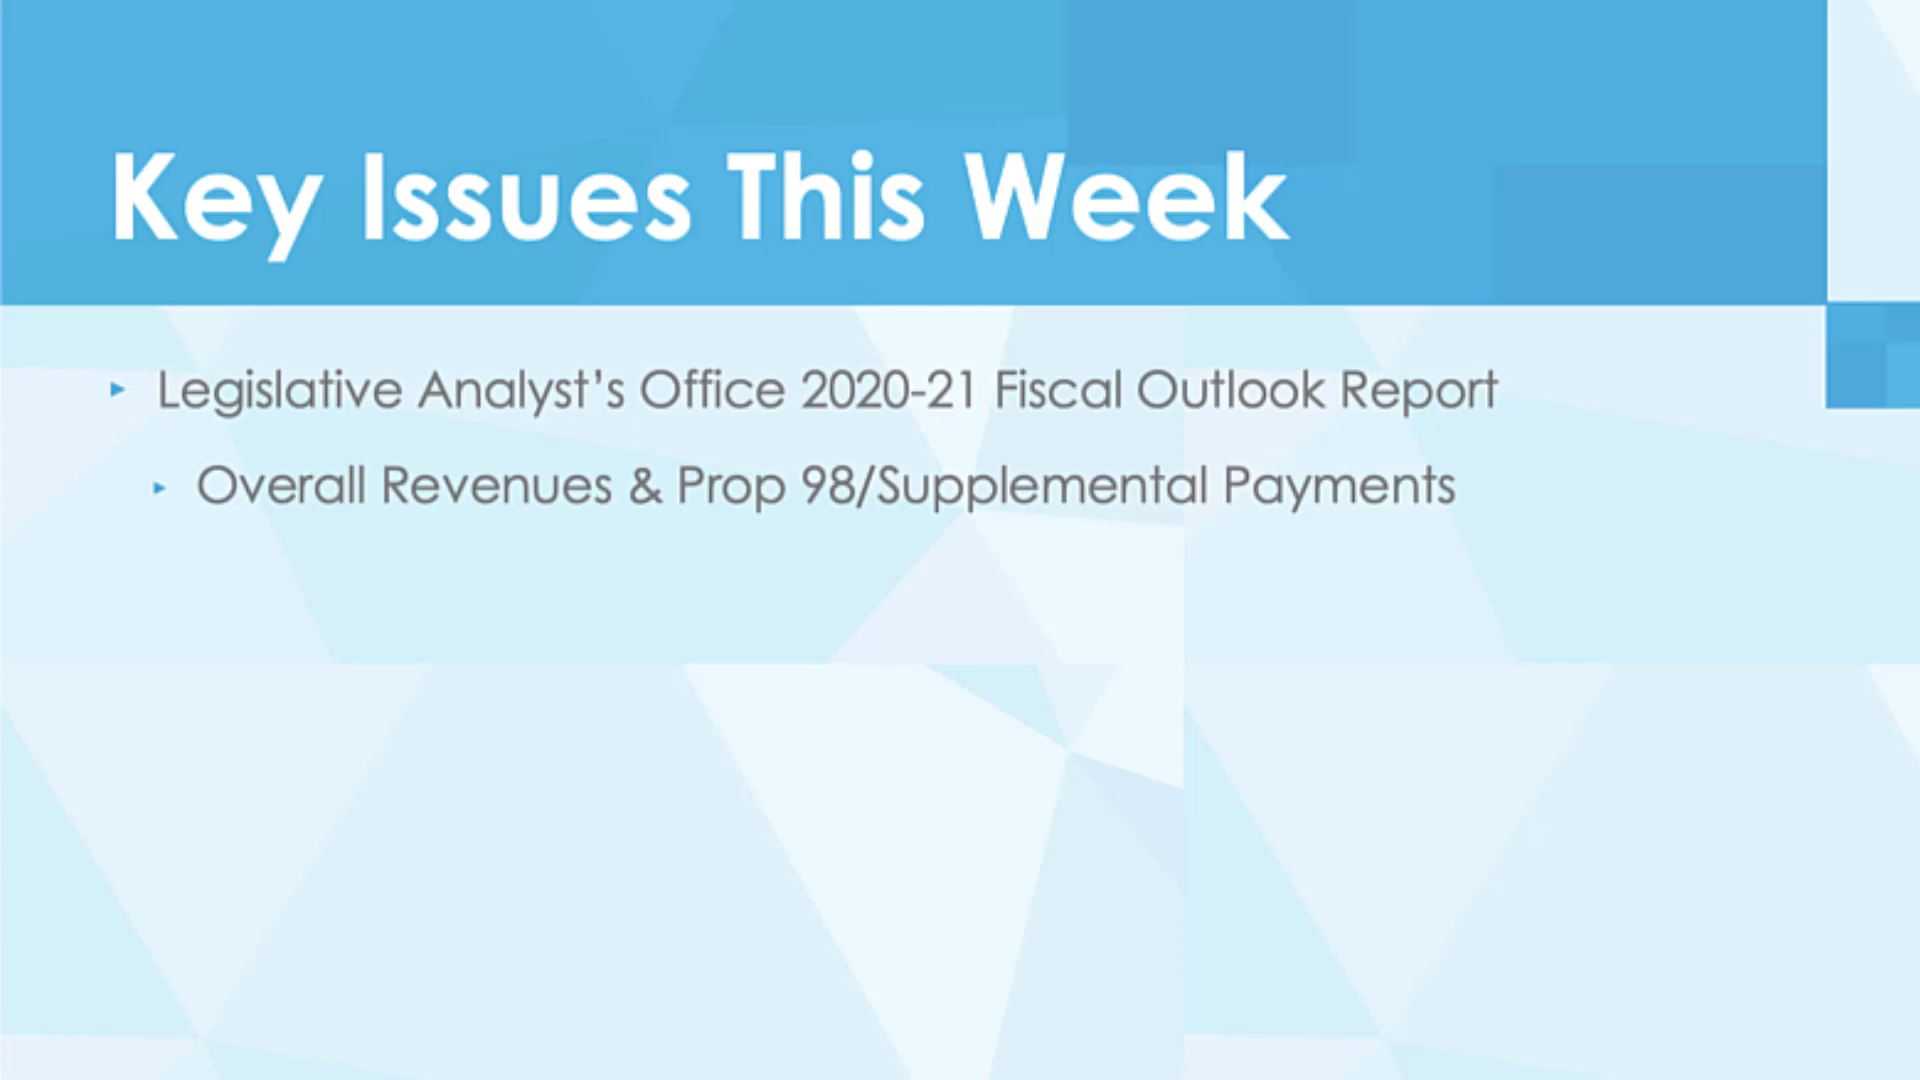 Key Issues This Week
Legislative Analyst’s Office 2020-21 Fiscal Outlook Report
Overall Revenues & Prop 98/Supplemental Payments